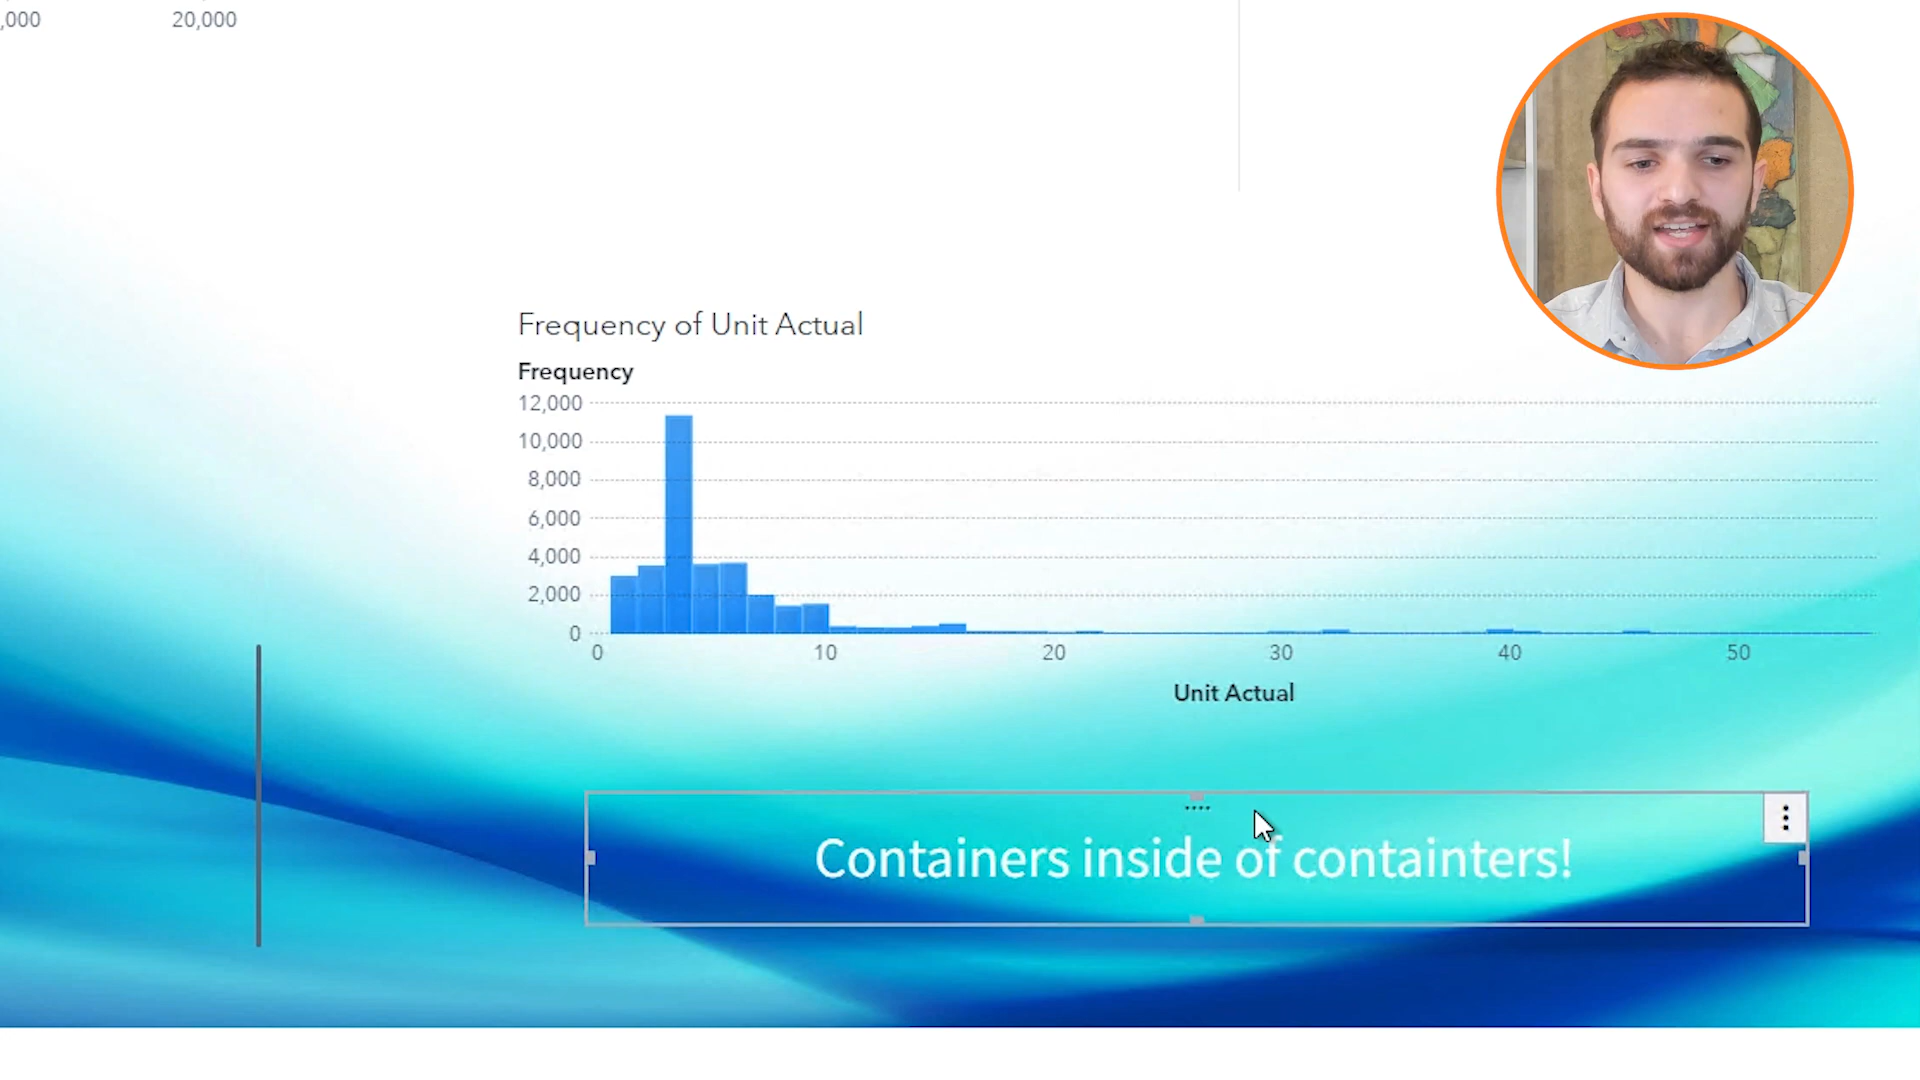 ,000 20,000
Frequency of Unit Actual
Frequency
12,000
10,000
8,000
6,000
4,000
2,000
0
0 10 20 30 40 50
Unit Actual
Containers inside of containters!